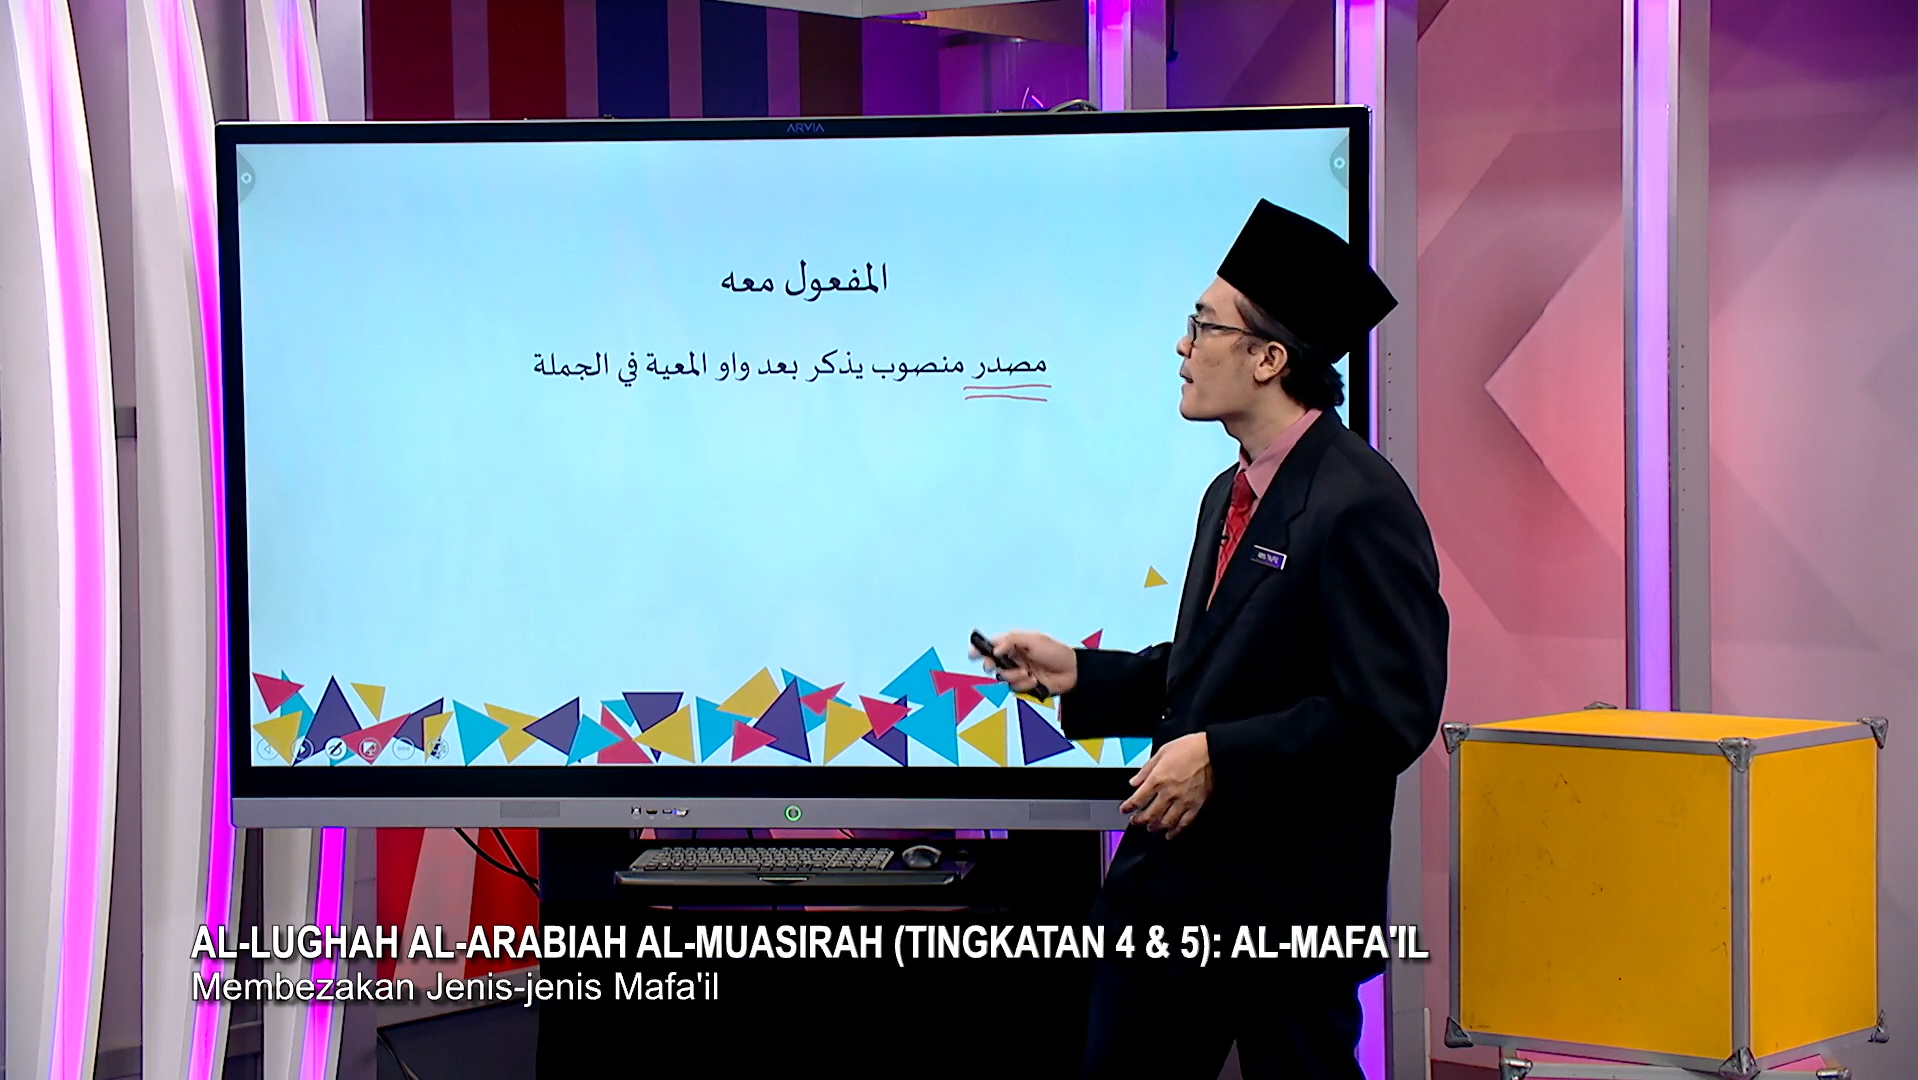 ARVIA
المفعول معه
مصدر منصوب يذكر بعد واو المعية في الجملة
AL-LUGHAH AL-ARABIAH AL-MUASIRAH (TINGKATAN 4 & 5): AL-MAFA'IL
Membezakan Jenis-jenis Mafa'il